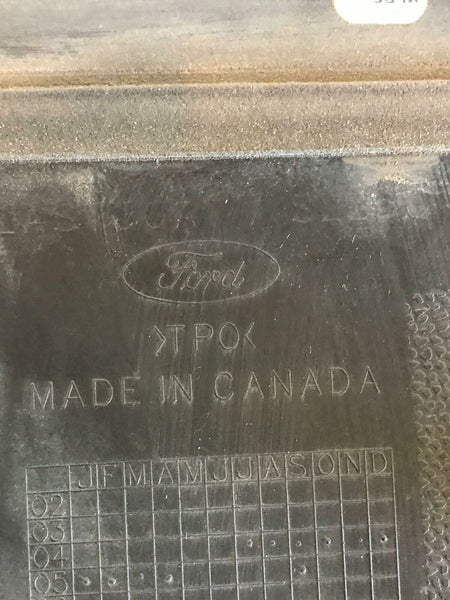 Ford
>TPO<
MADE IN CANADA
J F M A M J J A S O N D
02
03
04
05